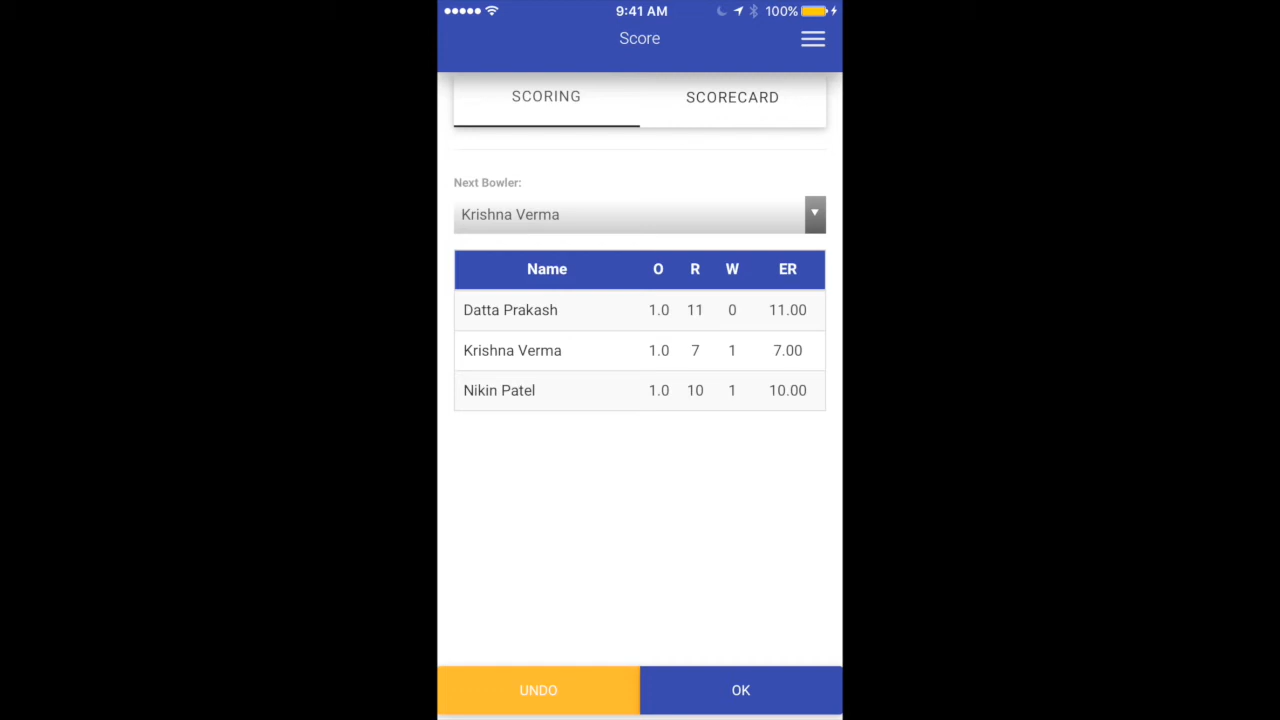 9:41 AM 100%
Score
SCORING SCORECARD
Next Bowler:
Krishna Verma
Name O R W ER
Datta Prakash 1.0 11 0 11.00
Krishna Verma 1.0 7 1 7.00
Nikin Patel 1.0 10 1 10.00
UNDO OK